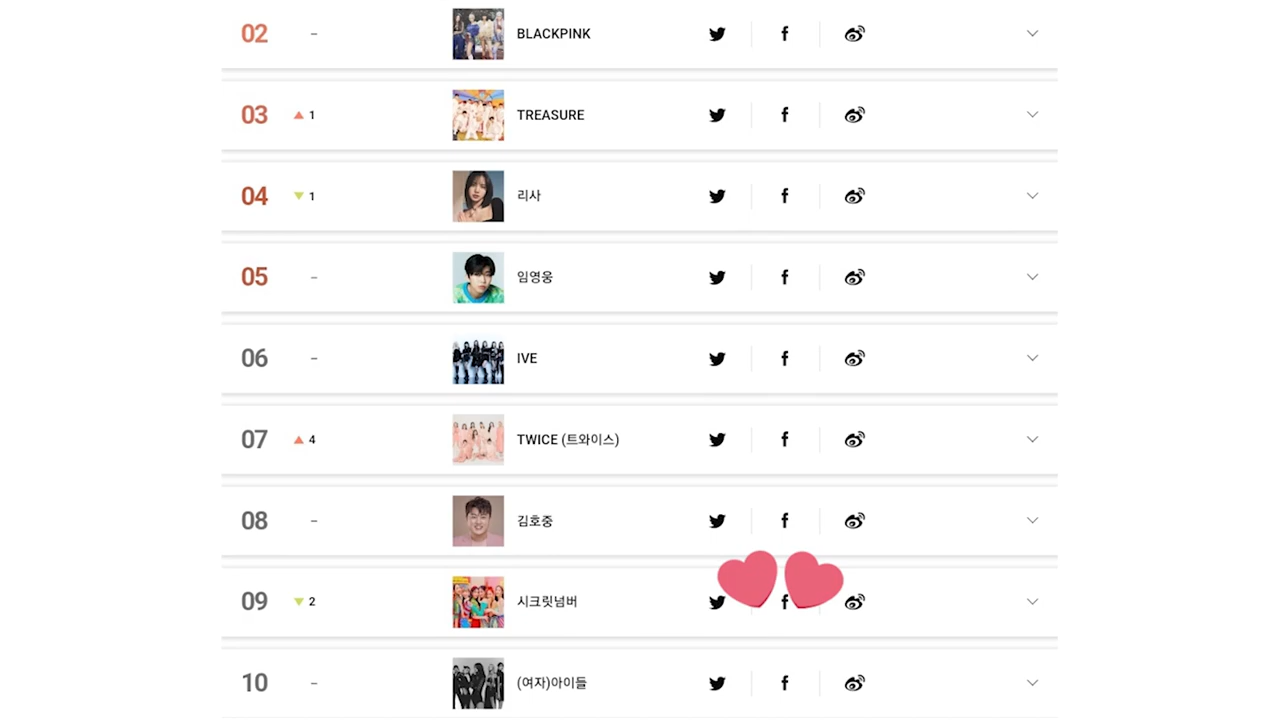 02 - BLACKPINK
03 ▲ 1 TREASURE
04 ▼ 1 리사
05 - 임영웅
06 - IVE
07 ▲ 4 TWICE (트와이스)
08 - 김호중
09 ▼ 2 시크릿넘버
10 - (여자)아이들